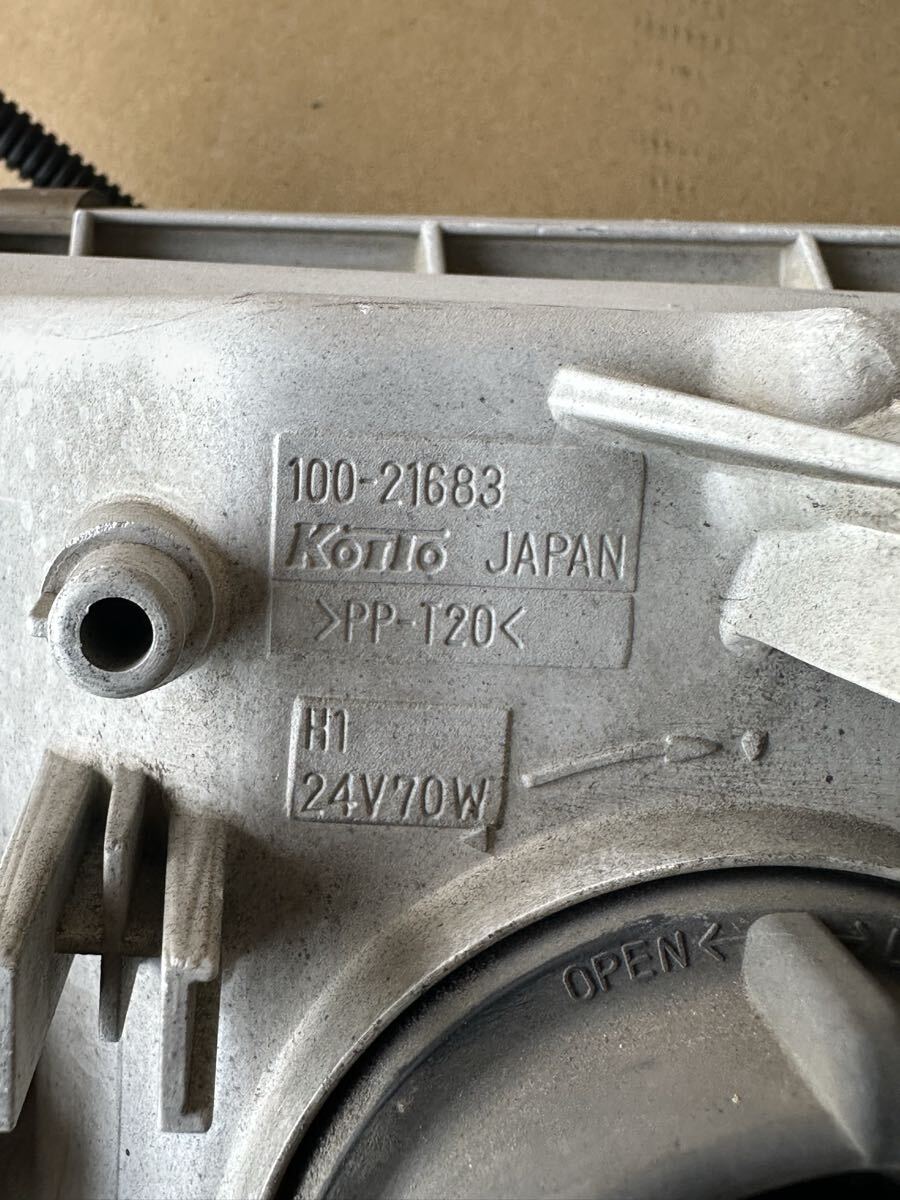 100-21683
Koito JAPAN
>PP-T20<
H1
24V70W
OPEN<